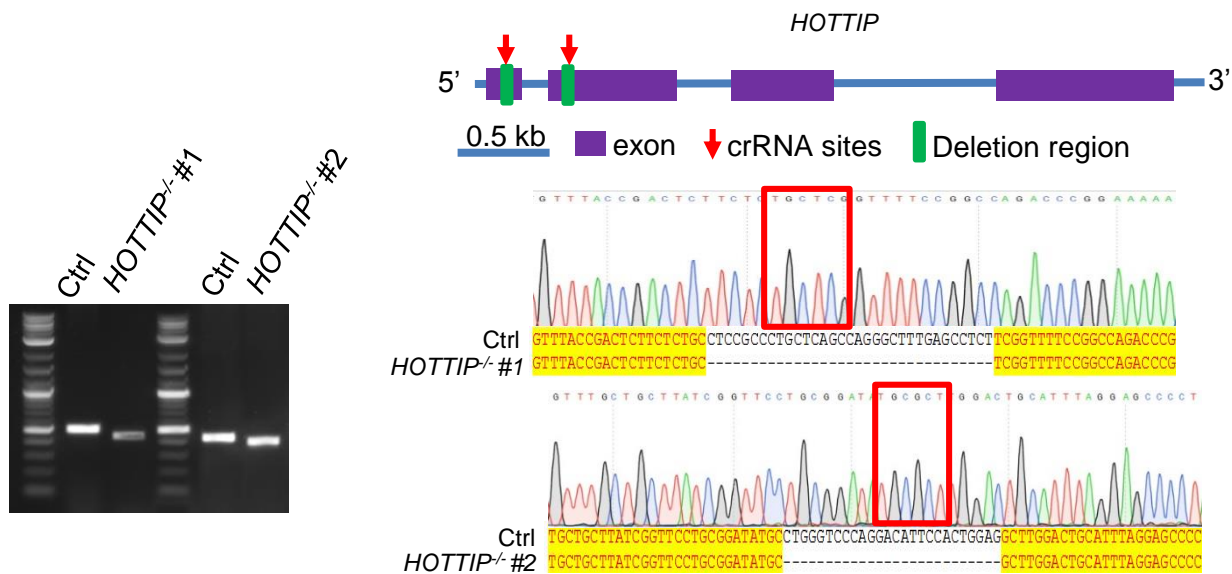 HOTTIP
5’ 3’
0.5 kb exon crRNA sites Deletion region
Ctrl HOTTIP-/- #1 Ctrl HOTTIP-/- #2
G T T T A C C G A C T C T T C T C T G C T C G G T T T T C C G G C C A G A C C C G G A A A A A
Ctrl GTTTACCGACTCTTCTCTGCCTCCGCCCTGCTCAGCCAGGGCTTTGAGCCTCTTCGGTTTTCCGGCCAGACCCG
HOTTIP-/- #1 GTTTACCGACTCTTCTCTGC---------------------------------TCGGTTTTCCGGCCAGACCCG
G T T T G C T G C T T A T C G G T T C C T G C G G A T A T G C G C T T G G A C T G C A T T T A G G A G C C C C T
Ctrl TGCTGCTTATCGGTTCCTGCGGATATGCCTGGGTCCCAGGACATTCCACTGGAGGCTTGGACTGCATTTAGGAGCCCC
HOTTIP-/- #2 TGCTGCTTATCGGTTCCTGCGGATATGC--------------------------GCTTGGACTGCATTTAGGAGCCCC